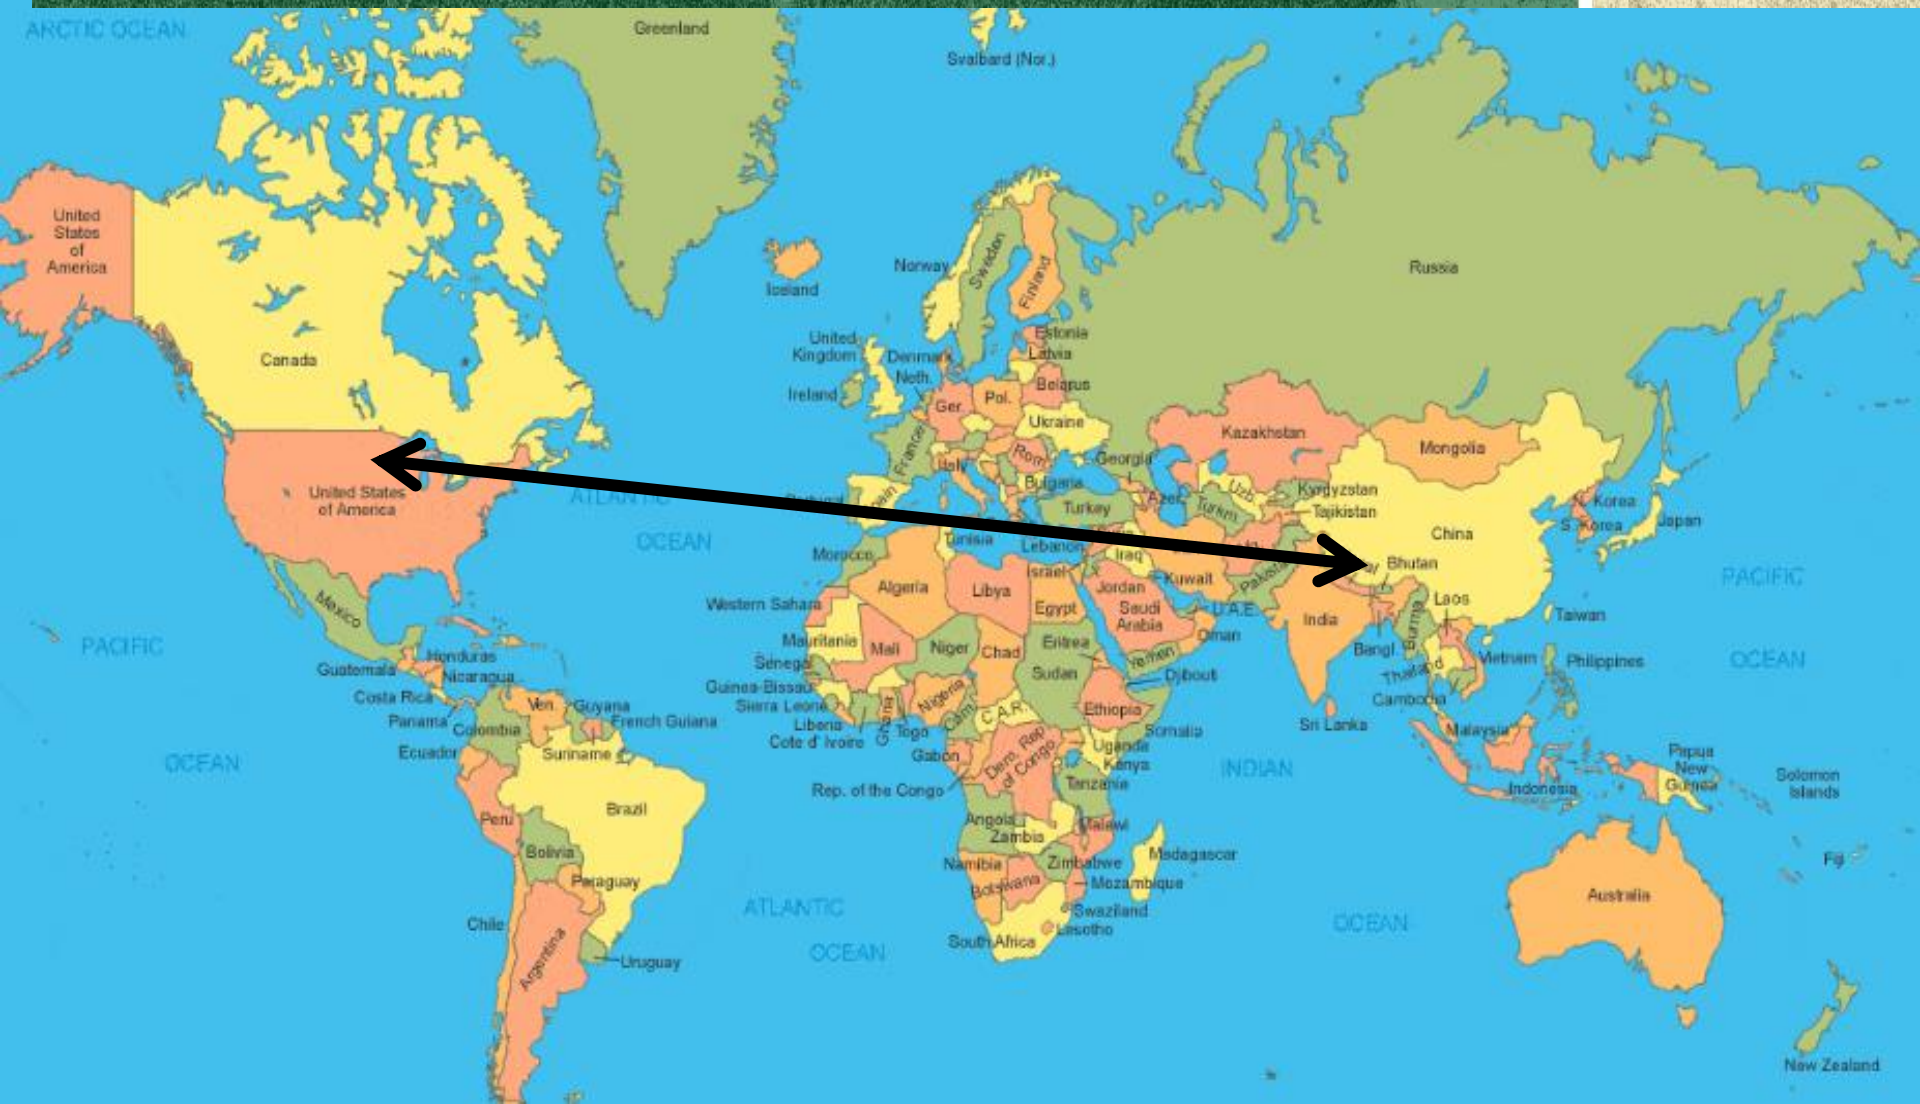 ARCTIC OCEAN
Greenland
Svalbard (Nor.)
United
States
of
America
Canada
Iceland
Norway
Sweden
Finland
Russia
United
Kingdom
Ireland
Denmark
Neth.
Estonia
Latvia
Belarus
Ger.
Pol.
Ukraine
France
Rom.
Italy
Bulgaria
Georgia
Kazakhstan
Mongolia
United States
of America
ATLANTIC
OCEAN
Portugal
Spain
Turkey
Azer.
Uzb.
Turkm.
Kyrgyzstan
Tajikistan
China
N. Korea
S. Korea
Japan
Morocco
Tunisia
Lebanon
Israel
Iraq
Jordan
Kuwait
Pakistan
Bhutan
PACIFIC
OCEAN
Mexico
Western Sahara
Algeria
Libya
Egypt
Saudi
Arabia
U.A.E.
Oman
India
Laos
Burma
Taiwan
PACIFIC
OCEAN
Guatemala
Honduras
Nicaragua
Costa Rica
Panama
Mauritania
Mali
Niger
Chad
Eritrea
Sudan
Yemen
Djibouti
Bangl.
Thailand
Vietnam
Cambodia
Philippines
Senegal
Guinea-Bissau
Sierra Leone
Liberia
Cote d' Ivoire
Ghana
Togo
Nigeria
Cam.
C.A.R.
Ethiopia
Somalia
Sri Lanka
Malaysia
Ven.
Guyana
French Guiana
Suriname
Colombia
Ecuador
Gabon
Rep. of the Congo
Dem. Rep
of Congo
Uganda
Kenya
Tanzania
INDIAN
OCEAN
Indonesia
Papua
New
Guinea
Solomon
Islands
Peru
Brazil
Bolivia
Paraguay
Chile
Argentina
Uruguay
ATLANTIC
OCEAN
Angola
Zambia
Malawi
Namibia
Botswana
Zimbabwe
Mozambique
Madagascar
Swaziland
Lesotho
South Africa
Australia
Fiji
New Zealand